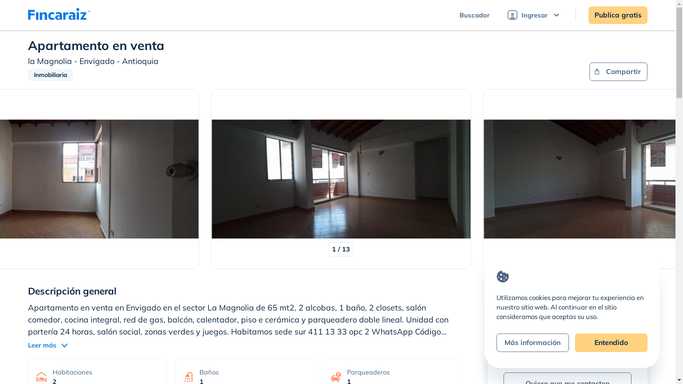 Fincaraiz
Buscador
Ingresar
Publica gratis
Apartamento en venta
la Magnolia - Envigado - Antioquia
Inmobiliaria
Compartir
1 / 13
Descripción general
Apartamento en venta en Envigado en el sector La Magnolia de 65 mt2, 2 alcobas, 1 baño, 2 closets, salón
comedor, cocina integral, red de gas, balcón, calentador, piso e cerámica y parqueadero doble lineal. Unidad con
portería 24 horas, salón social, zonas verdes y juegos. Habitamos sede sur 411 13 33 opc 2 WhatsApp Código...
Leer más
Habitaciones
2
Baños
1
Parqueaderos
1
Utilizamos cookies para mejorar tu experiencia en
nuestro sitio web. Al continuar en el sitio
consideramos que aceptas su uso.
Más información
Entendido
Quiero que me contacten